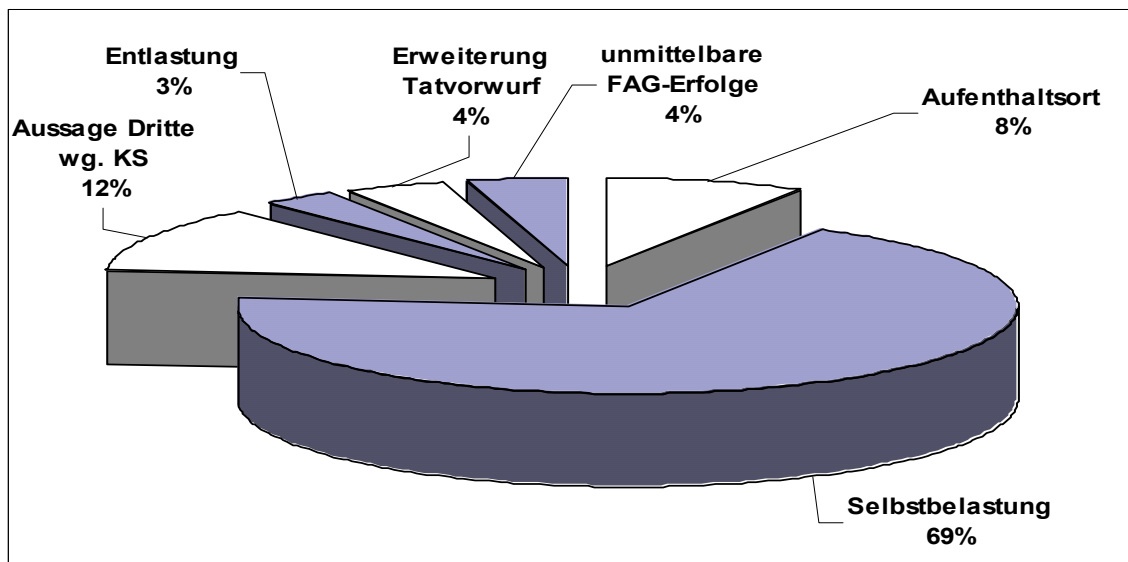 Entlastung
3%
Erweiterung
Tatvorwurf
4%
unmittelbare
FAG-Erfolge
4%
Aufenthaltsort
8%
Aussage Dritte
wg. KS
12%
Selbstbelastung
69%